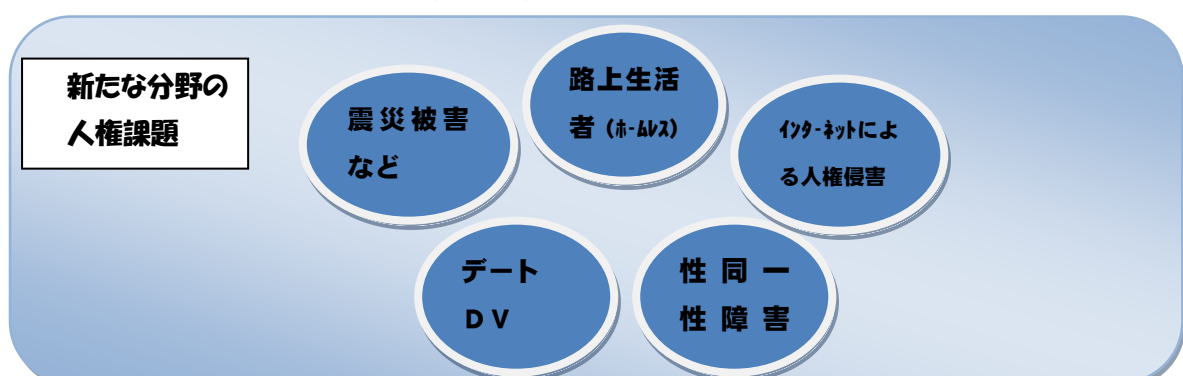 新たな分野の
人権課題
震災被害
など
路上生活
者(ﾎｰﾑﾚｽ)
ｲﾝﾀｰﾈｯﾄによ
る人権侵害
デート
DV
性同一
性障害